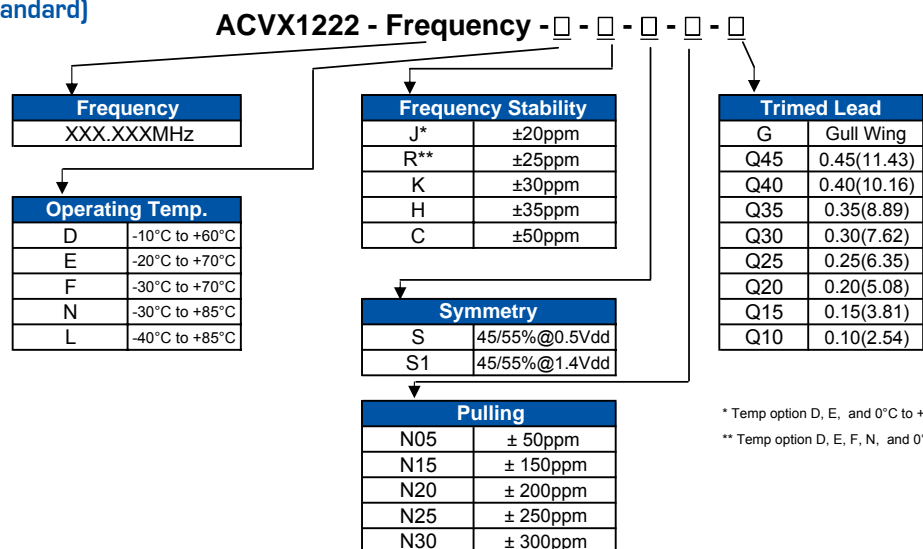 andard)
ACVX1222 - Frequency -□ - □ - □ - □ - □
Frequency
XXX.XXXMHz
Operating Temp.
D -10°C to +60°C
E -20°C to +70°C
F -30°C to +70°C
N -30°C to +85°C
L -40°C to +85°C
Frequency Stability
J* ±20ppm
R** ±25ppm
K ±30ppm
H ±35ppm
C ±50ppm
Symmetry
S 45/55%@0.5Vdd
S1 45/55%@1.4Vdd
Pulling
N05 ± 50ppm
N15 ± 150ppm
N20 ± 200ppm
N25 ± 250ppm
N30 ± 300ppm
Trimed Lead
G Gull Wing
Q45 0.45(11.43)
Q40 0.40(10.16)
Q35 0.35(8.89)
Q30 0.30(7.62)
Q25 0.25(6.35)
Q20 0.20(5.08)
Q15 0.15(3.81)
Q10 0.10(2.54)
* Temp option D, E, and 0°C to +
** Temp option D, E, F, N, and 0°